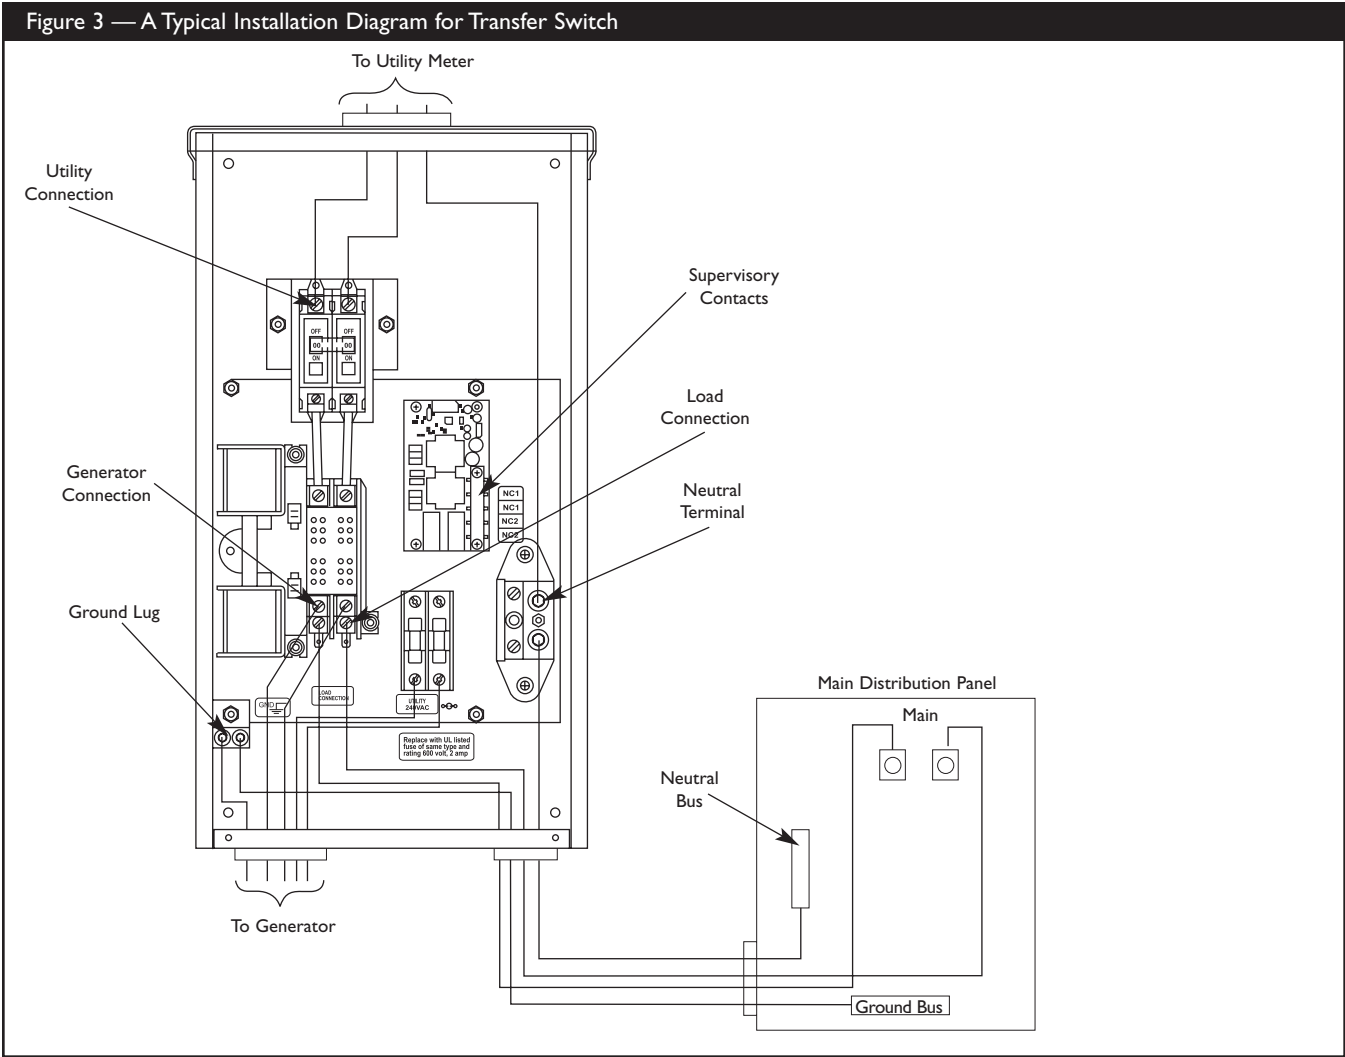 Figure 3 — A Typical Installation Diagram for Transfer Switch
To Utility Meter
Utility
Connection
Supervisory
Contacts
OFF
OFF
00
00
ON
ON
Load
Connection
Generator
Connection
Neutral
Terminal
NC1
NC1
NC2
NC2
Ground Lug
GND
LOAD
CONNECTION
UTILITY
240VAC
Replace with UL listed
fuse of same type and
rating 600 volt, 2 amp
Main Distribution Panel
Main
Neutral
Bus
To Generator
Ground Bus